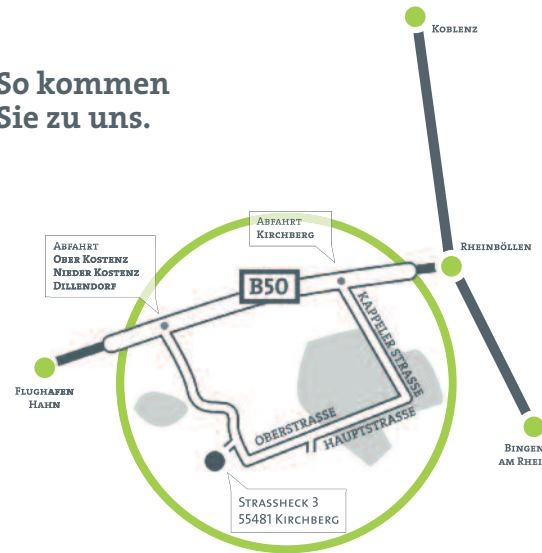 So kommen
Sie zu uns.
KOBLENZ
RHEINBÖLLEN
ABFAHRT
KIRCHBERG
ABFAHRT
OBER KOSTENZ
NIEDER KOSTENZ
DILLENDORF
B50
KAPPELER STRASSE
FLUGHAFEN
HAHN
OBERSTRASSE
HAUPTSTRASSE
BINGEN
AM RHEI
STRASSHECK 3
55481 KIRCHBERG